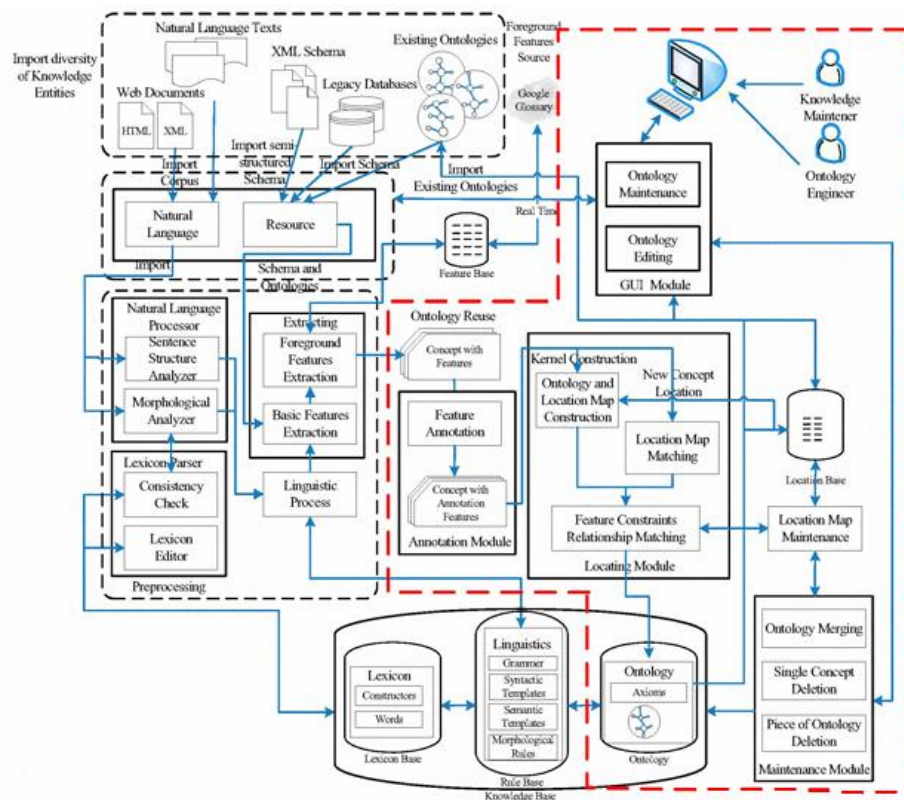 Natural Language Texts
Import diversity
of Knowledge
Entities
XML Schema
Existing Ontologies
Foreground
Features
Source
Legacy Databases
Web Documents
HTML
XML
Google
Glossary
Knowledge
Maintener
Ontology
Engineer
Import
Corpus
Import semi-
structured
Schema
Import Schema
Import
Existing Ontologies
Real Time
Natural
Language
Resource
Import
Schema and
Ontologies
Feature Base
Ontology
Maintenance
Ontology
Editing
GUI Module
Natural Language
Processor
Sentence
Structure
Analyzer
Morphological
Analyzer
Extracting
Foreground
Features
Extraction
Basic Features
Extraction
Lexicon Parser
Consistency
Check
Lexicon
Editor
Linguistic
Process
Preprocessing
Ontology Reuse
Concept with
Features
Feature
Annotation
Concept with
Annotation
Features
Annotation Module
Kernel Construction
Ontology and
Location Map
Construction
New Concept
Location
Location Map
Matching
Feature Constraints
Relationship Matching
Locating Module
Location Base
Location Map
Maintenance
Ontology Merging
Single Concept
Deletion
Piece of Ontology
Deletion
Maintenance Module
Lexicon
Constructors
Words
Lexicon Base
Linguistics
Grammer
Syntactic
Templates
Semantic
Templates
Morphological
Rules
Rule Base
Knowledge Base
Ontology
Axioms
Ontology